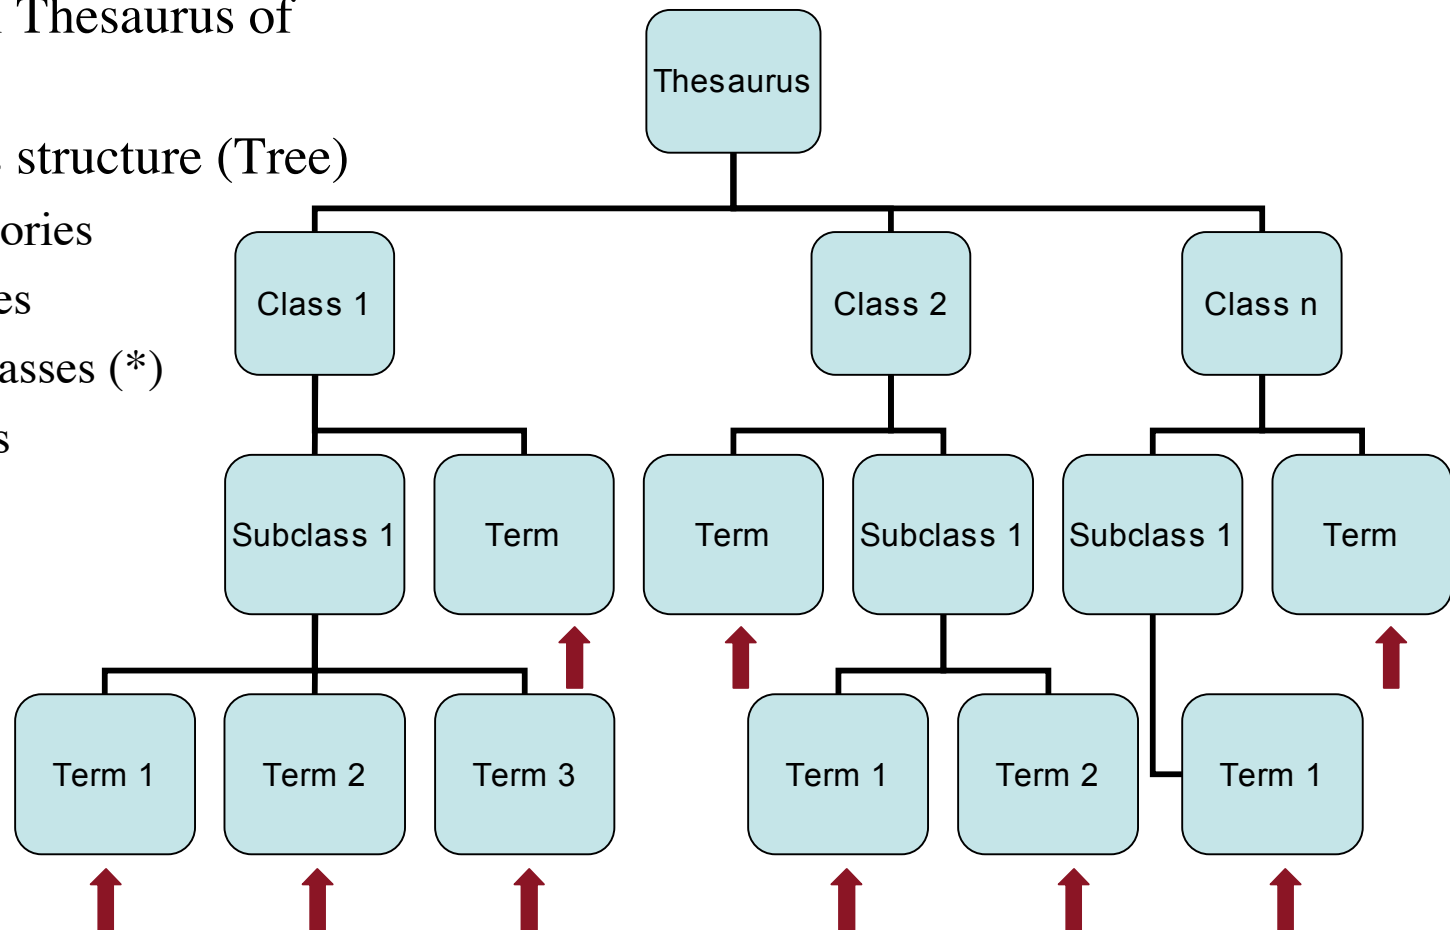 Thesaurus of
structure (Tree)
ories
es
asses (*)
s
Thesaurus
Class 1
Class 2
Class n
Subclass 1
Term
Term
Subclass 1
Subclass 1
Term
Term 1
Term 2
Term 3
Term 1
Term 2
Term 1